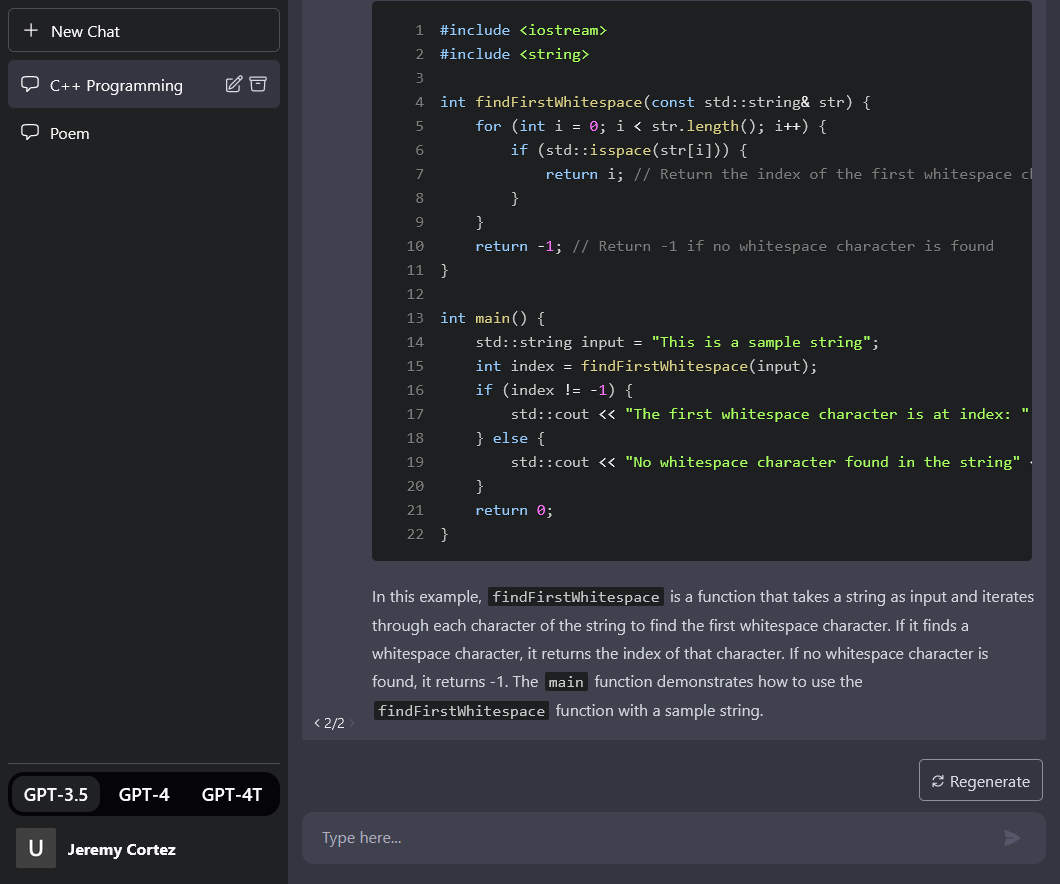 New Chat
C++ Programming
Poem
GPT-3.5 GPT-4 GPT-4T
U Jeremy Cortez
1 #include <iostream>
2 #include <string>
3
4 int findFirstWhitespace(const std::string& str) {
5     for (int i = 0; i < str.length(); i++) {
6         if (std::isspace(str[i])) {
7             return i; // Return the index of the first whitespace
8         }
9     }
10     return -1; // Return -1 if no whitespace character is found
11 }
12
13 int main() {
14     std::string input = "This is a sample string";
15     int index = findFirstWhitespace(input);
16     if (index != -1) {
17         std::cout << "The first whitespace character is at index: "
18     } else {
19         std::cout << "No whitespace character found in the string"
20     }
21     return 0;
22 }
In this example, findFirstWhitespace is a function that takes a string as input and iterates
through each character of the string to find the first whitespace character. If it finds a
whitespace character, it returns the index of that character. If no whitespace character is
found, it returns -1. The main function demonstrates how to use the
findFirstWhitespace function with a sample string.
< 2/2 >
Regenerate
Type here...